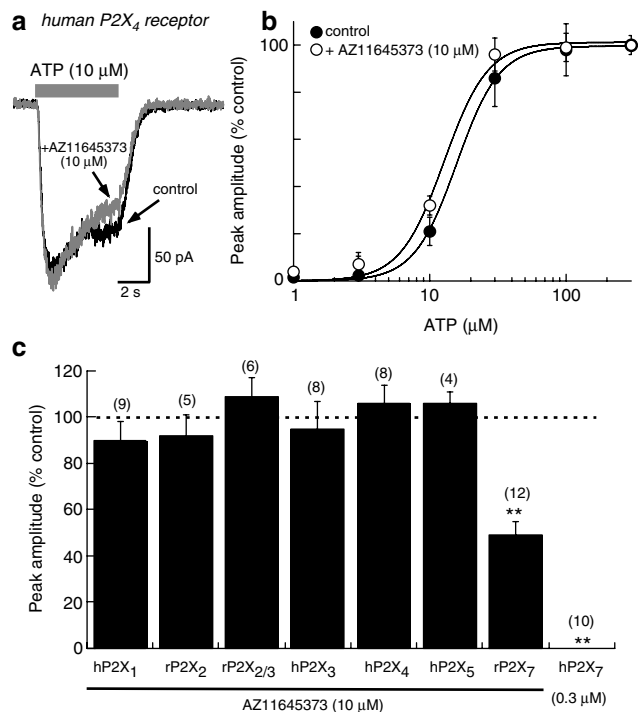 a human P2X4 receptor
ATP (10 μM)
+AZ11645373
(10 μM)
control
50 pA
2 s
b
control
+ AZ11645373 (10 μM)
Peak amplitude (% control)
100
0
1
10
100
ATP (μM)
c
Peak amplitude (% control)
120
100
80
60
40
20
0
(9)
(5)
(6)
(8)
(8)
(4)
(12)
**
(10)
**
hP2X1 rP2X2 rP2X2/3 hP2X3 hP2X4 hP2X5 rP2X7 hP2X7
AZ11645373 (10 μM)
(0.3 μM)